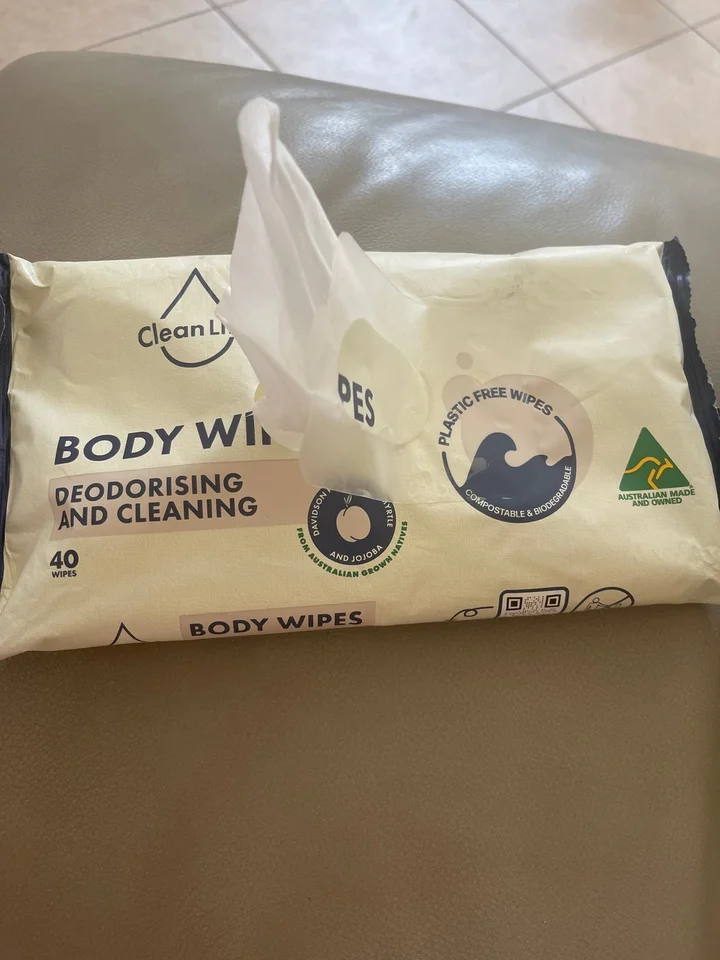 Clean Li
BODY WI
PES
DEODORISING
AND CLEANING
40
WIPES
DAVIDSON
MYRTLE
AND JOJOBA
FROM AUSTRALIAN GROWN NATIVES
PLASTIC FREE WIPES
COMPOSTABLE & BIODEGRADABLE
AUSTRALIAN MADE
AND OWNED
BODY WIPES